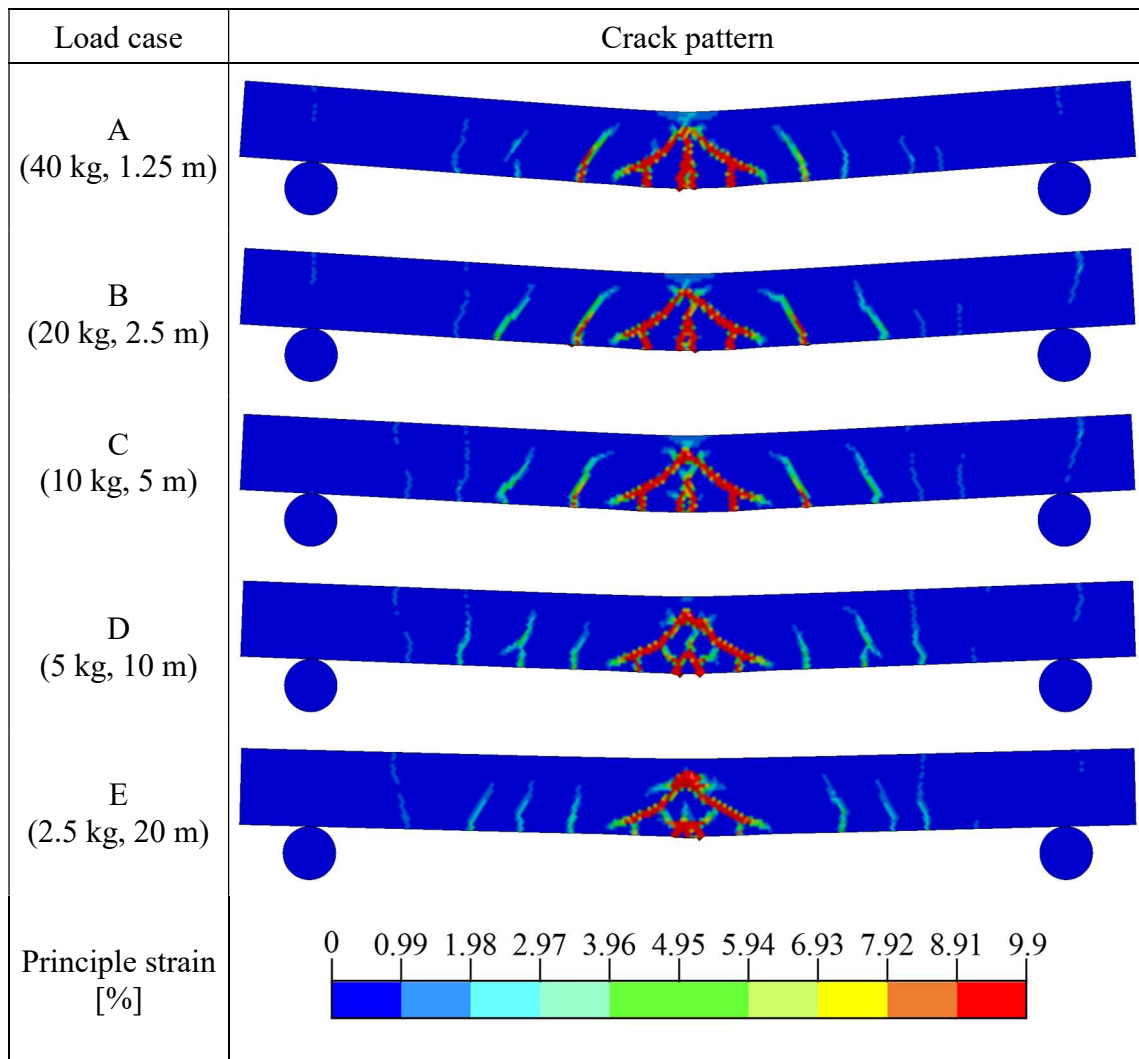 Load case
Crack pattern
A
(40 kg, 1.25 m)
B
(20 kg, 2.5 m)
C
(10 kg, 5 m)
D
(5 kg, 10 m)
E
(2.5 kg, 20 m)
Principle strain
[%]
0 0.99 1.98 2.97 3.96 4.95 5.94 6.93 7.92 8.91 9.9